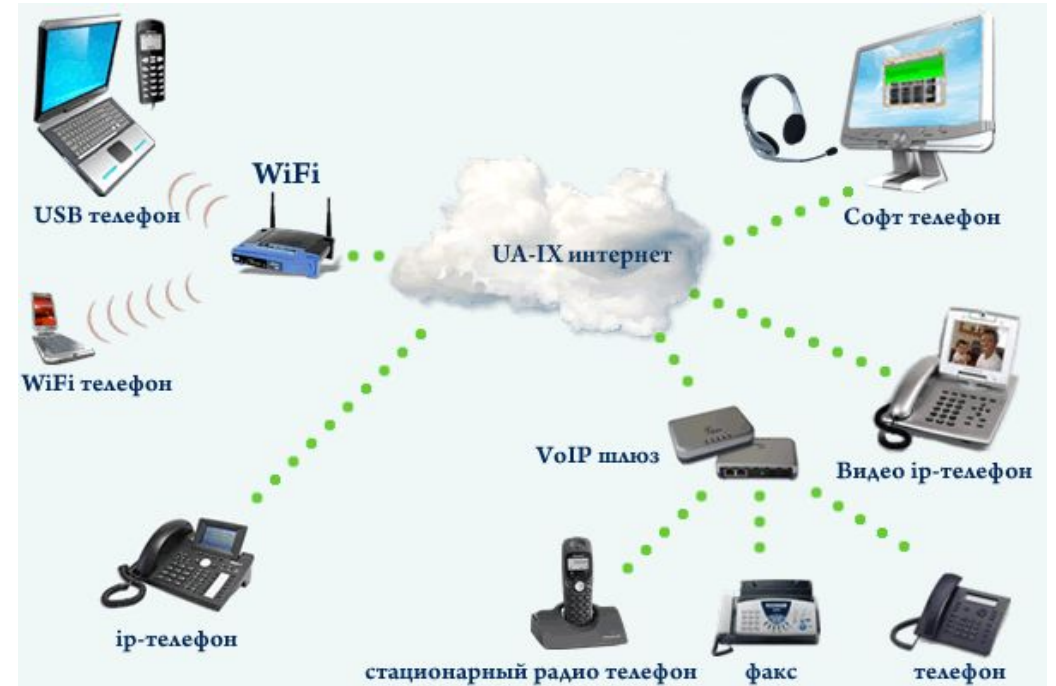 WiFi
USB телефон
Софт телефон
UA-IX интернет
WiFi телефон
VoIP шлюз
Видео ip-телефон
ip-телефон
стационарный радио телефон
факс
телефон